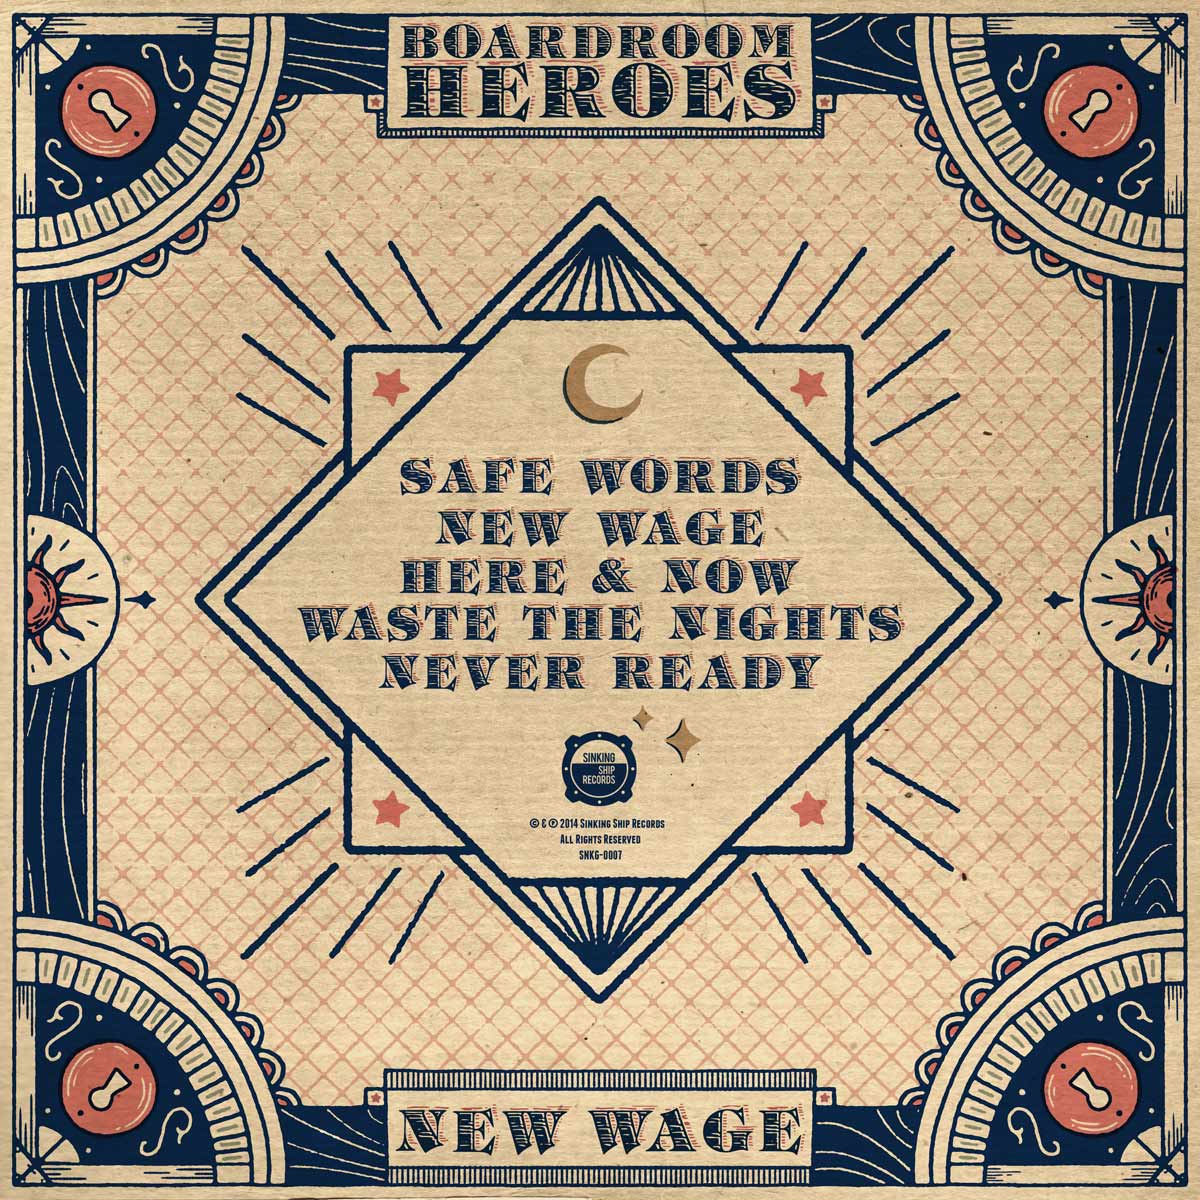 BOARDROOM
HEROES
SAFE WORDS
NEW WAGE
HERE & NOW
WASTE THE NIGHTS
NEVER READY
SINKING
SHIP
RECORDS
© & ℗ 2014 SINKING SHIP RECORDS
ALL RIGHTS RESERVED
SNKG-0007
NEW WAGE